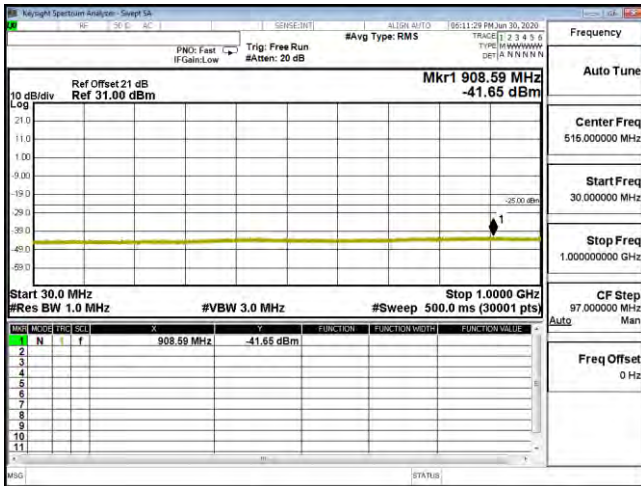 Keysight Spectrum Analyzer - Swept SA
RF 50 Ω AC SENSE:INT ALIGN AUTO 06:11:29 PM Jun 30, 2020
Frequency
#Avg Type: RMS
TRACE 1 2 3 4 5 6
PNO: Fast Trig: Free Run
TYPE M WWWWW
IFGain:Low #Atten: 20 dB
DET A N N N N N
Auto Tune
Mkr1 908.59 MHz
Ref Offset 21 dB
10 dB/div Ref 31.00 dBm -41.65 dBm
Log
21.0
11.0
1.00
-9.00
-19.0
-25.00 dBm
-29.0
1
-39.0
-49.0
-59.0
Center Freq
515.000000 MHz
Start Freq
30.000000 MHz
Stop Freq
1.000000000 GHz
Start 30.0 MHz Stop 1.0000 GHz
#Res BW 1.0 MHz #VBW 3.0 MHz #Sweep 500.0 ms (30001 pts)
CF Step
97.000000 MHz
Auto Man
MKR MODE TRC SCL X Y FUNCTION FUNCTION WIDTH FUNCTION VALUE
1 N 1 f 908.59 MHz -41.65 dBm
2
3
4
5
6
7
8
9
10
11
Freq Offset
0 Hz
MSG STATUS